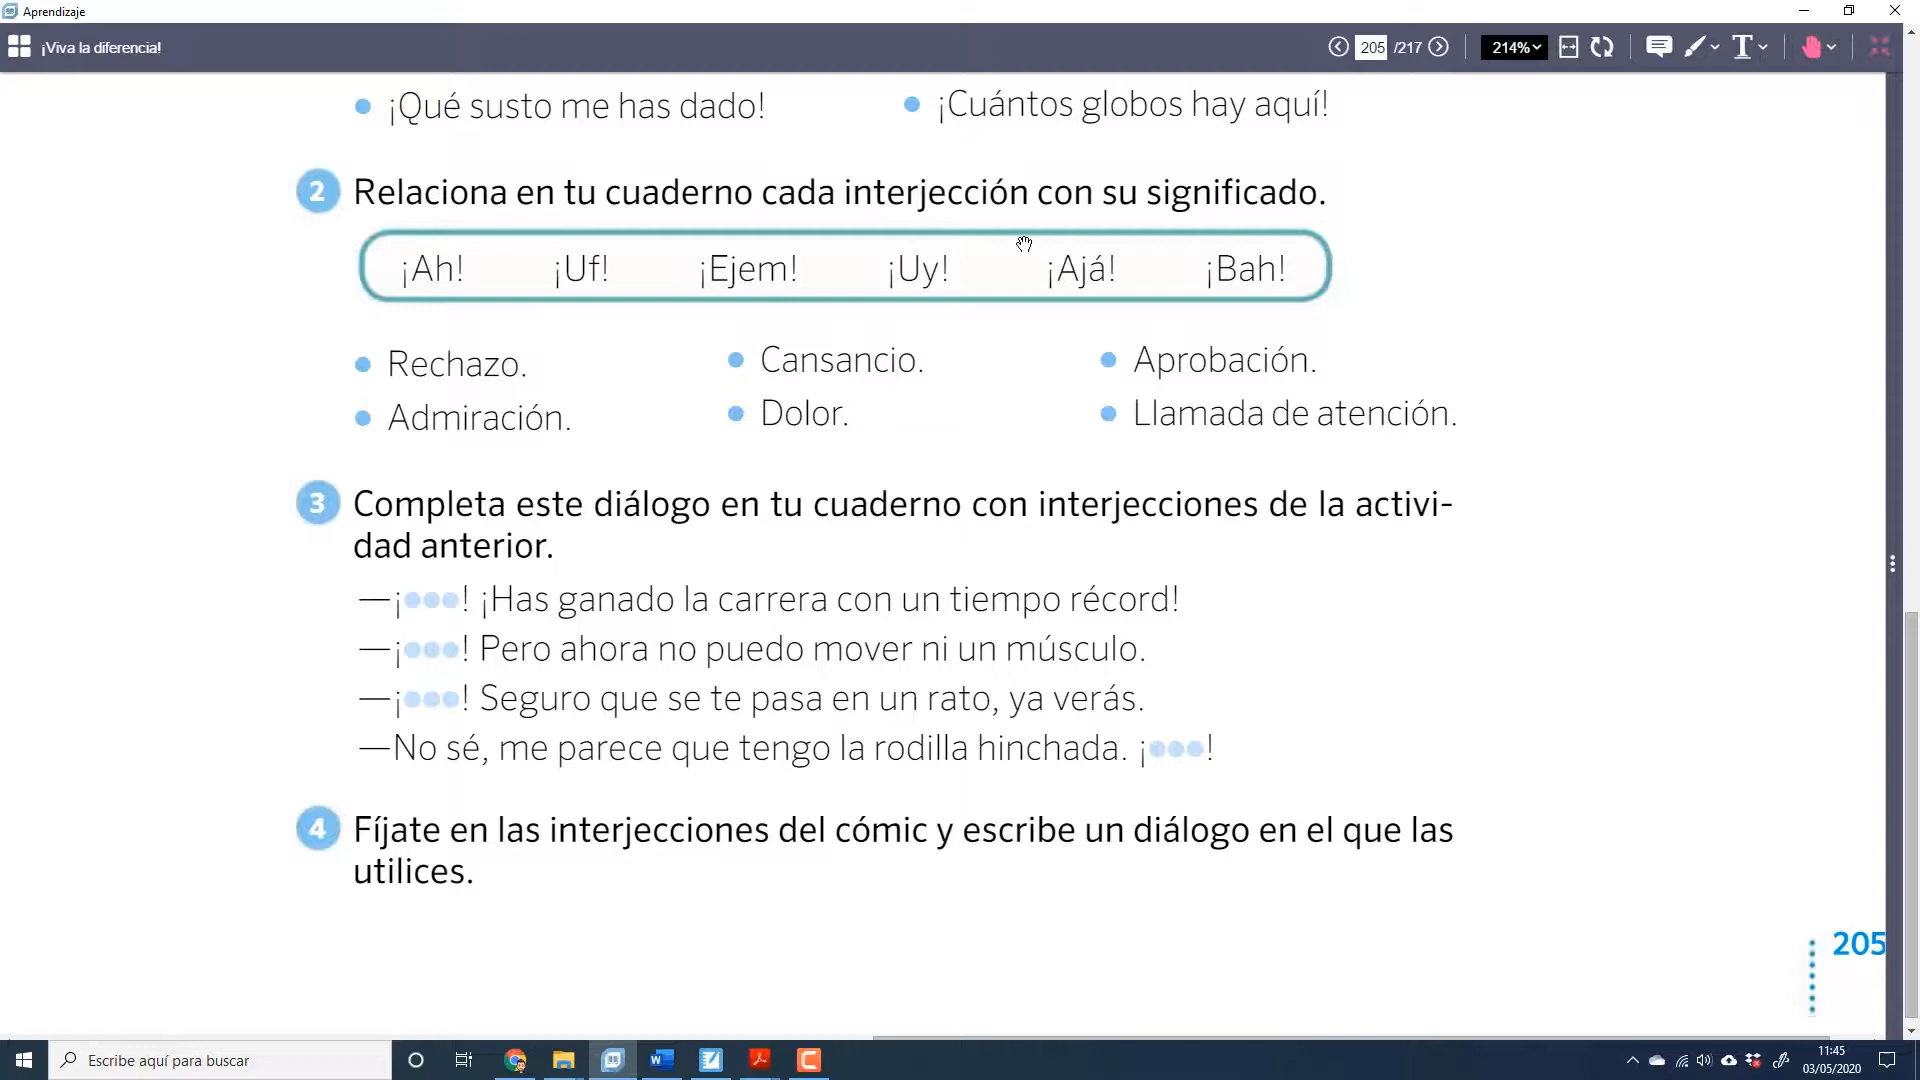 Aprendizaje
¡Viva la diferencia!
205 /217
214%
T
¡Qué susto me has dado!
¡Cuántos globos hay aquí!
2 Relaciona en tu cuaderno cada interjección con su significado.
¡Ah! ¡Uf! ¡Ejem! ¡Uy! ¡Ajá! ¡Bah!
Rechazo. Cansancio. Aprobación.
Admiración. Dolor. Llamada de atención.
3 Completa este diálogo en tu cuaderno con interjecciones de la activi-
dad anterior.
—¡●●●! ¡Has ganado la carrera con un tiempo récord!
—¡●●●! Pero ahora no puedo mover ni un músculo.
—¡●●●! Seguro que se te pasa en un rato, ya verás.
—No sé, me parece que tengo la rodilla hinchada. ¡●●●!
4 Fíjate en las interjecciones del cómic y escribe un diálogo en el que las
utilices.
205
Escribe aquí para buscar
11:45
03/05/2020